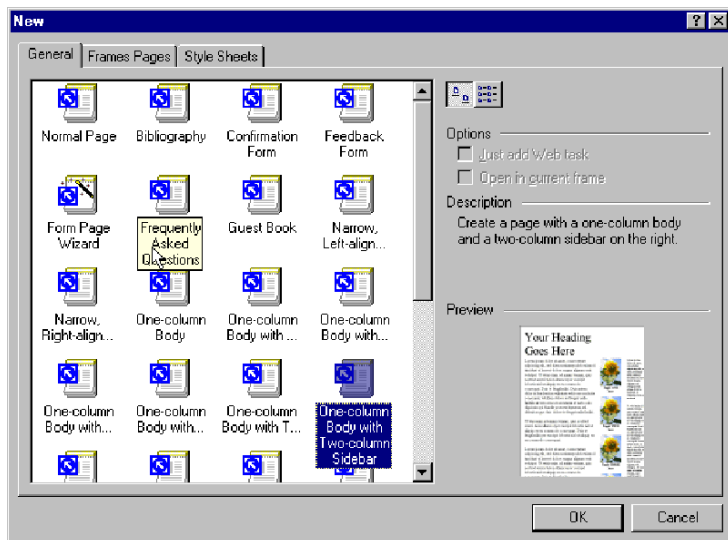 New
General
Frames Pages
Style Sheets
Normal Page
Bibliography
Confirmation
Form
Feedback
Form
Form Page
Wizard
Frequently
Asked
Questions
Guest Book
Narrow,
Left-align...
Narrow,
Right-align...
One-column
Body
One-column
Body with ...
One-column
Body with...
One-column
Body with...
One-column
Body with...
One-column
Body with T...
One-column
Body with
Two-column
Sidebar
Options
Just add Web task
Open in current frame
Description
Create a page with a one-column body
and a two-column sidebar on the right.
Preview
Your Heading
Goes Here
OK
Cancel